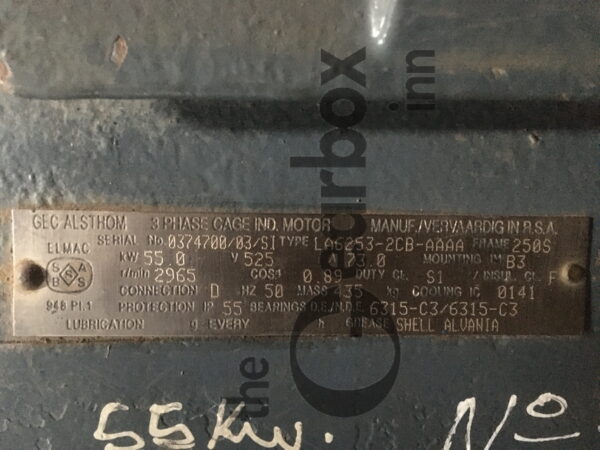 GEC ALSTHOM 3 PHASE CAGE IND. MOTOR MANUF./VERVAARDIG IN R.S.A.
ELMAC SERIAL No. 0374700/03/SI TYPE LA6253-2CB-AAAA FRAME 250S
kW 55.0 V 525 73.0 MOUNTING IM B3
r/min 2965 COSϕ 0.89 DUTY CL S1 INSUL CL F
CONNECTION D HZ 50 MASS 435 kg COOLING IC 0141
SABS
948 Pt.1 PROTECTION IP 55 BEARINGS D.E./N.D.E. 6315-C3/6315-C3
LUBRICATION g EVERY h GREASE SHELL ALVANIA
55Kw. No
the Gearbox inn